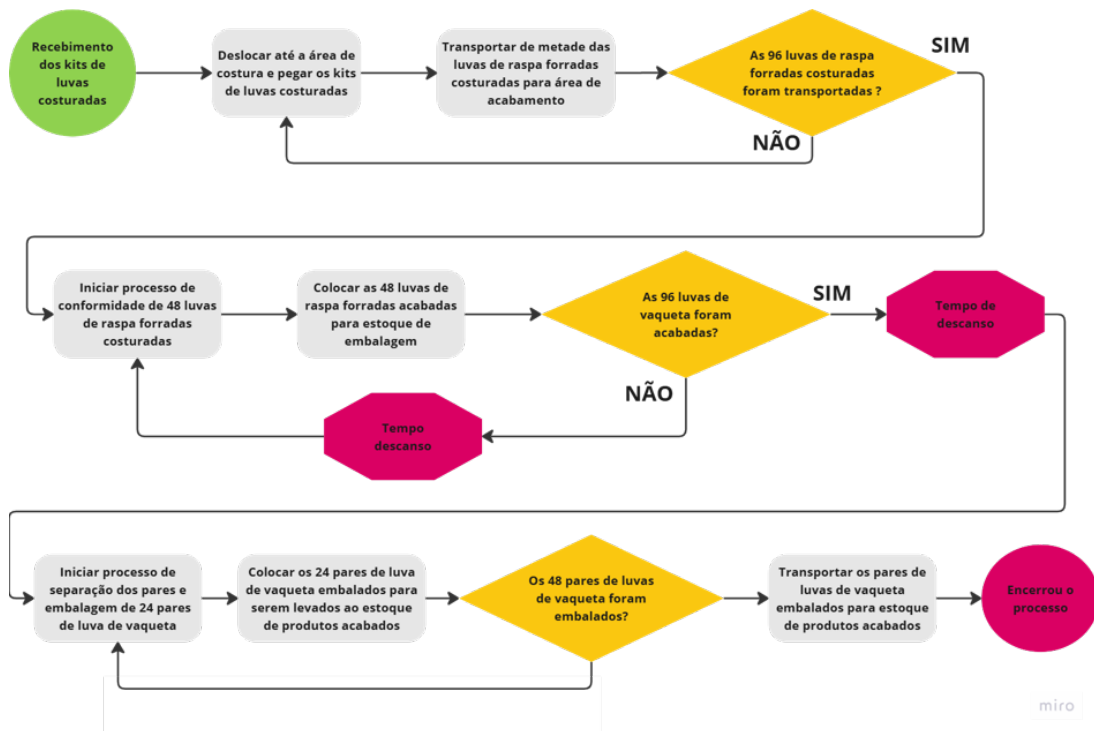 Recebimento
dos kits de
luvas
costuradas
Deslocar até a área de
costura e pegar os kits
de luvas costuradas
Transportar de metade das
luvas de raspa forradas
costuradas para área de
acabamento
As 96 luvas de raspa
forradas costuradas
foram transportadas ?
SIM
NÃO
Iniciar processo de
conformidade de 48 luvas
de raspa forradas
costuradas
Colocar as 48 luvas de
raspa forradas acabadas
para estoque de
embalagem
As 96 luvas de
vaqueta foram
acabadas?
SIM
Tempo de
descanso
NÃO
Tempo
descanso
Iniciar processo de
separação dos pares e
embalagem de 24 pares
de luva de vaqueta
Colocar os 24 pares de luva
de vaqueta embalados para
serem levados ao estoque
de produtos acabados
Os 48 pares de luvas
de vaqueta foram
embalados?
Transportar os pares de
luvas de vaqueta
embalados para estoque
de produtos acabados
Encerrou o
processo
miro